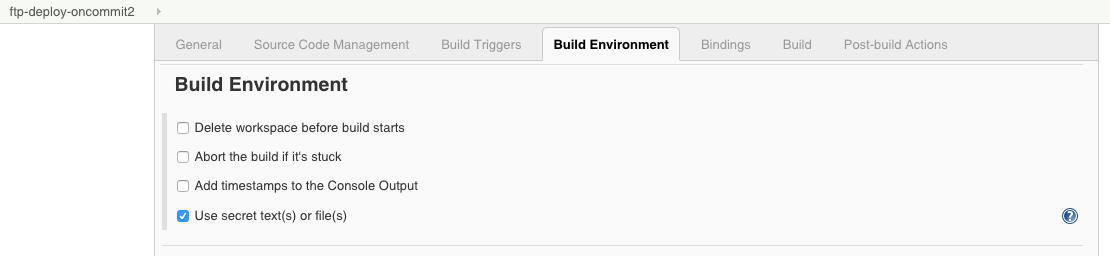 ftp-deploy-oncommit2
General Source Code Management Build Triggers Build Environment Bindings Build Post-build Actions
Build Environment
Delete workspace before build starts
Abort the build if it's stuck
Add timestamps to the Console Output
Use secret text(s) or file(s) ?